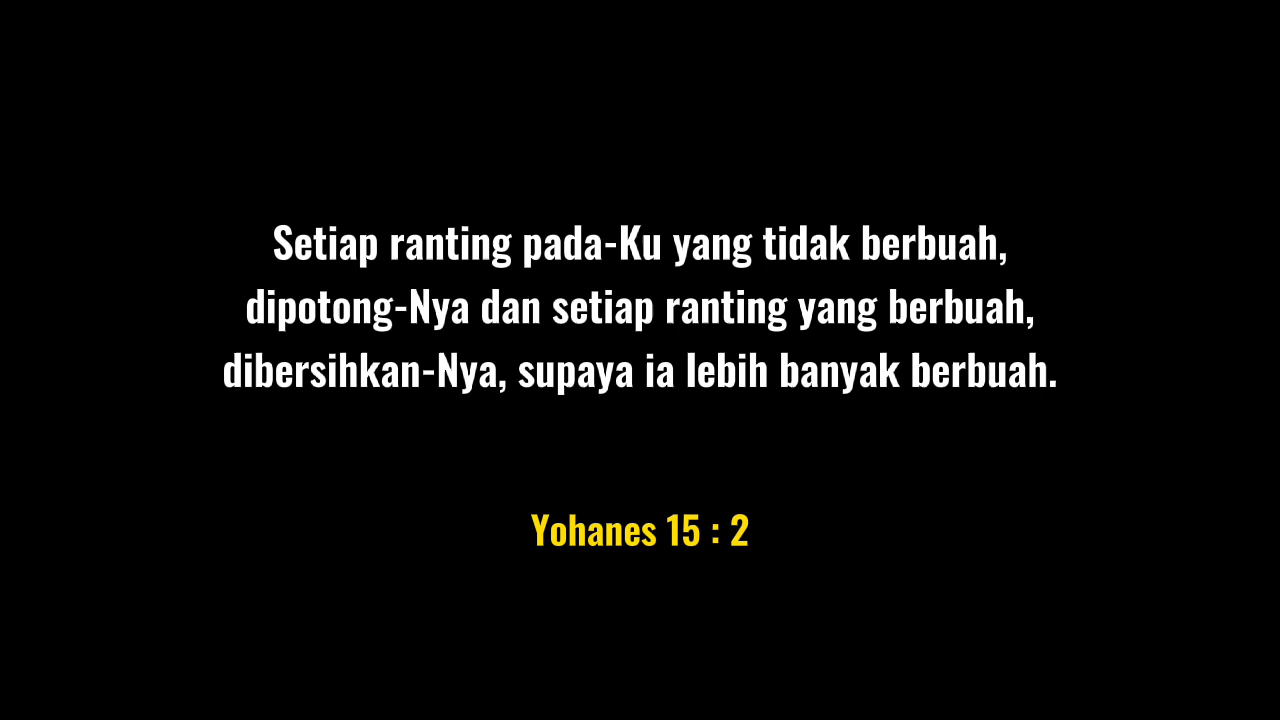 Setiap ranting pada-Ku yang tidak berbuah,
dipotong-Nya dan setiap ranting yang berbuah,
dibersihkan-Nya, supaya ia lebih banyak berbuah.
Yohanes 15 : 2